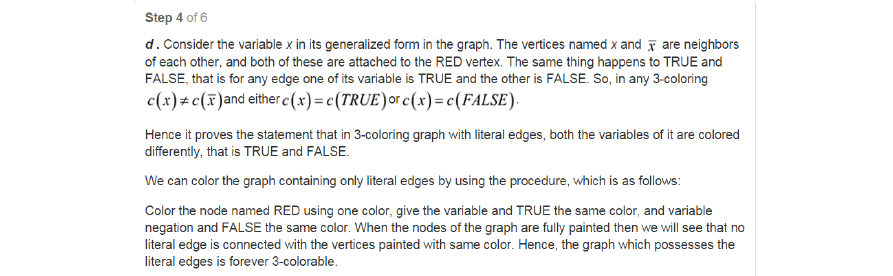 Step 4 of 6
d. Consider the variable x in its generalized form in the graph. The vertices named x and x̅ are neighbors
of each other, and both of these are attached to the RED vertex. The same thing happens to TRUE and
FALSE, that is for any edge one of its variable is TRUE and the other is FALSE. So, in any 3-coloring
c(x)≠c(x̅)and either c(x)=c(TRUE)or c(x)=c(FALSE).
Hence it proves the statement that in 3-coloring graph with literal edges, both the variables of it are colored
differently, that is TRUE and FALSE.
We can color the graph containing only literal edges by using the procedure, which is as follows:
Color the node named RED using one color, give the variable and TRUE the same color, and variable
negation and FALSE the same color. When the nodes of the graph are fully painted then we will see that no
literal edge is connected with the vertices painted with same color. Hence, the graph which possesses the
literal edges is forever 3-colorable.